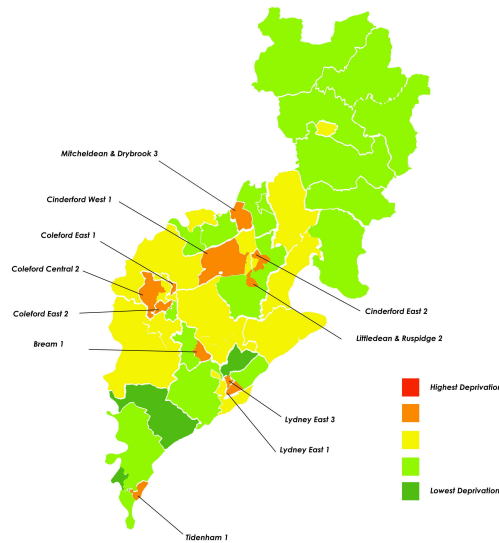 Mitcheldean & Drybrook 3
Cinderford West 1
Coleford East 1
Coleford Central 2
Coleford East 2
Bream 1
Cinderford East 2
Littledean & Ruspidge 2
Lydney East 3
Lydney East 1
Tidenham 1
Highest Deprivation
Lowest Deprivation